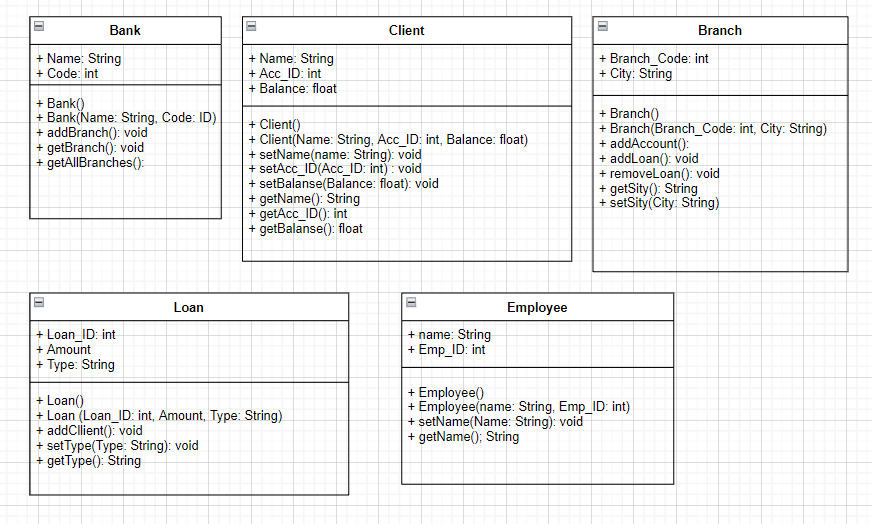 Bank
+ Name: String
+ Code: int
+ Bank()
+ Bank(Name: String, Code: ID)
+ addBranch(): void
+ getBranch(): void
+ getAllBranches():
Client
+ Name: String
+ Acc_ID: int
+ Balance: float
+ Client()
+ Client(Name: String, Acc_ID: int, Balance: float)
+ setName(name: String): void
+ setAcc_ID(Acc_ID: int) : void
+ setBalanse(Balance: float): void
+ getName(): String
+ getAcc_ID(): int
+ getBalanse(): float
Branch
+ Branch_Code: int
+ City: String
+ Branch()
+ Branch(Branch_Code: int, City: String)
+ addAccount():
+ addLoan(): void
+ removeLoan(): void
+ getSity(): String
+ setSity(City: String)
Loan
+ Loan_ID: int
+ Amount
+ Type: String
+ Loan()
+ Loan (Loan_ID: int, Amount, Type: String)
+ addCllient(): void
+ setType(Type: String): void
+ getType(): String
Employee
+ name: String
+ Emp_ID: int
+ Employee()
+ Employee(name: String, Emp_ID: int)
+ setName(Name: String): void
+ getName(); String